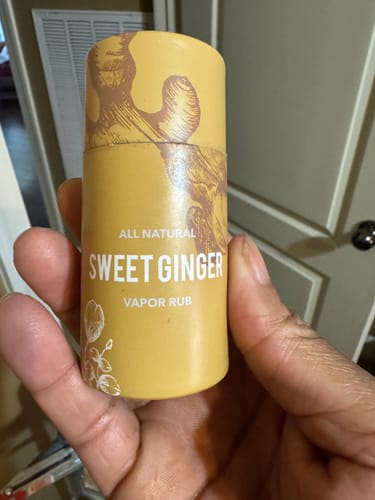 ALL NATURAL
SWEET GINGER
VAPOR RUB